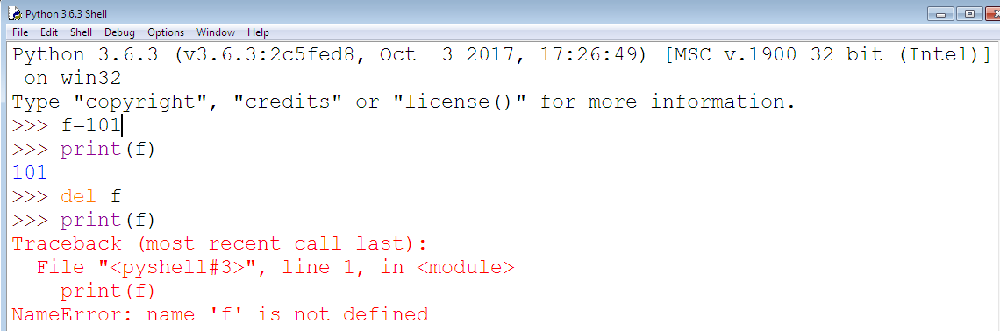 Python 3.6.3 Shell
File Edit Shell Debug Options Window Help
Python 3.6.3 (v3.6.3:2c5fed8, Oct  3 2017, 17:26:49) [MSC v.1900 32 bit (Intel)]
 on win32
Type "copyright", "credits" or "license()" for more information.
>>> f=101
>>> print(f)
101
>>> del f
>>> print(f)
Traceback (most recent call last):
  File "<pyshell#3>", line 1, in <module>
    print(f)
NameError: name 'f' is not defined